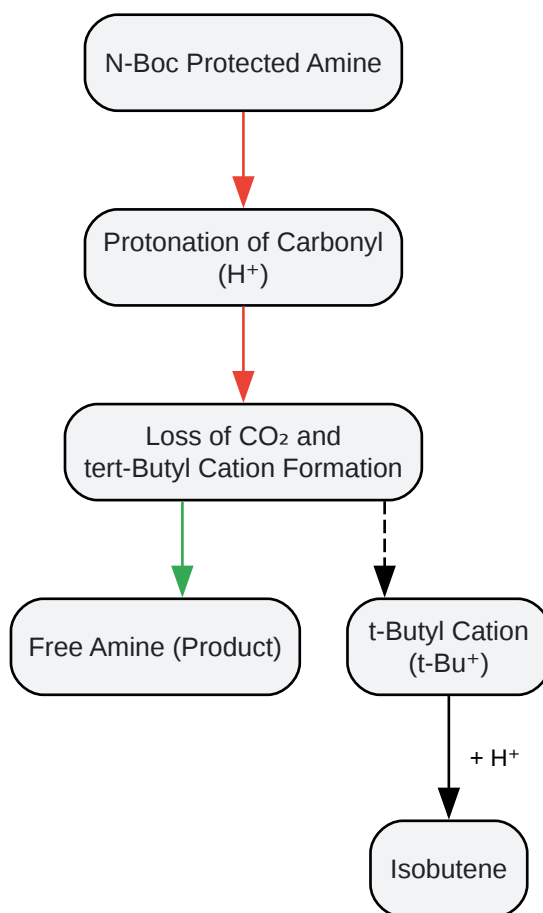 N-Boc Protected Amine
Protonation of Carbonyl
(H⁺)
Loss of CO₂ and
tert-Butyl Cation Formation
Free Amine (Product)
t-Butyl Cation
(t-Bu⁺)
+ H⁺
Isobutene